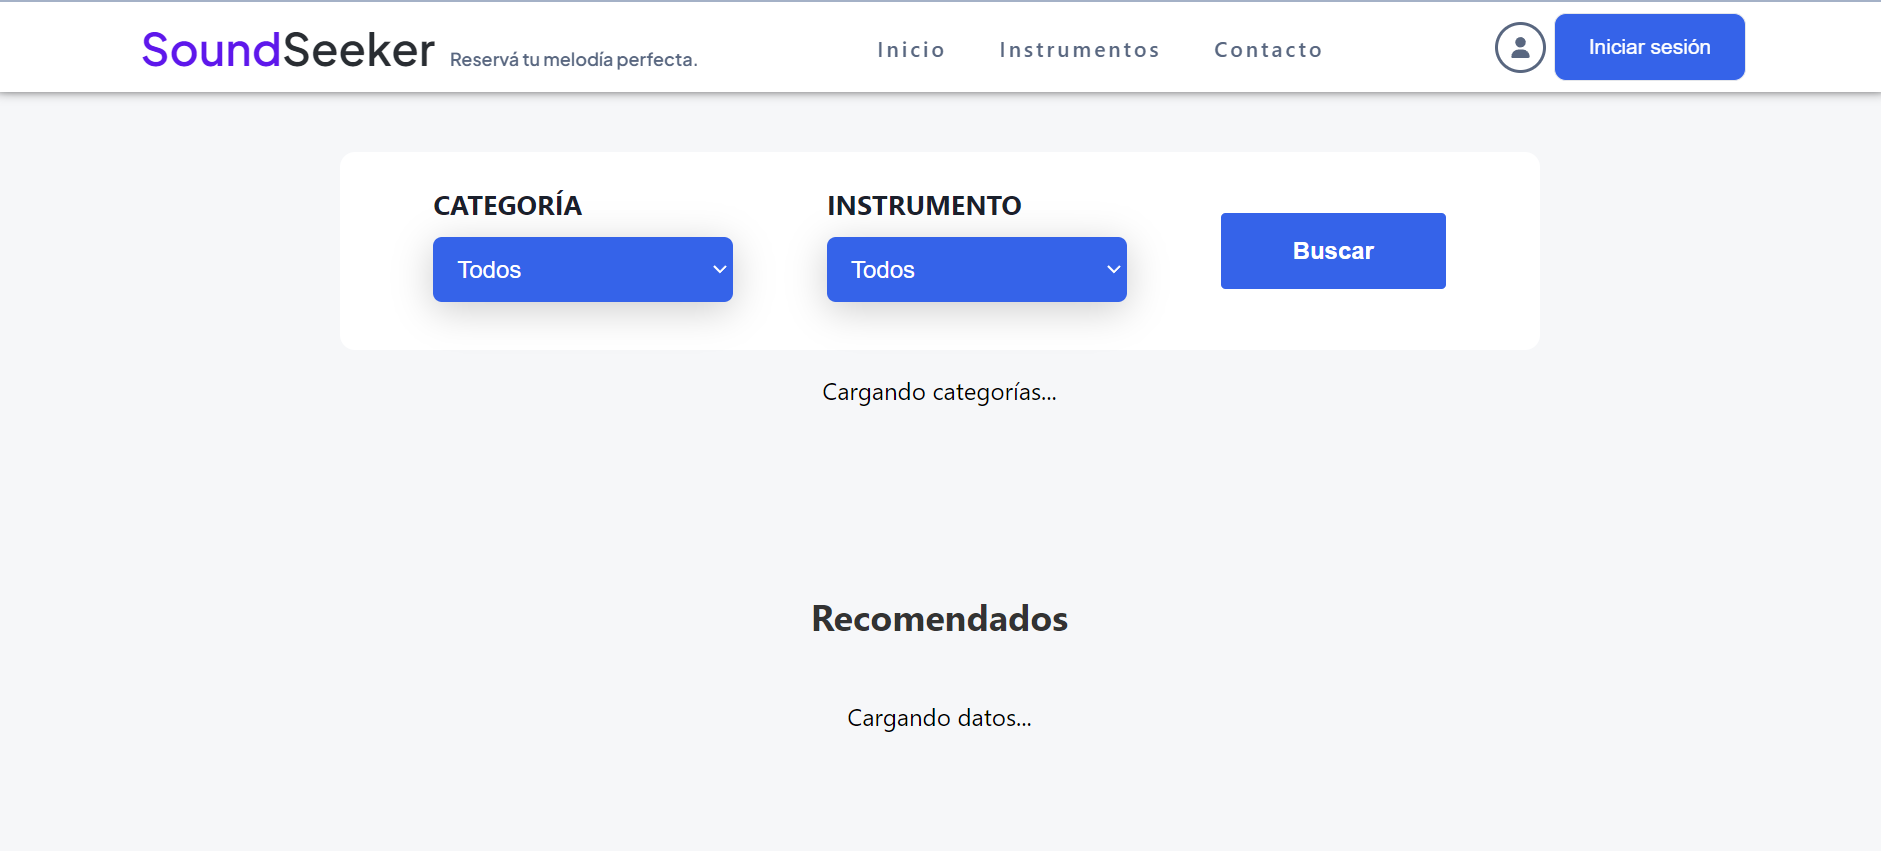 SoundSeeker Reservá tu melodía perfecta. Inicio Instrumentos Contacto Iniciar sesión
CATEGORÍA INSTRUMENTO
Todos Todos Buscar
Cargando categorías...
Recomendados
Cargando datos...